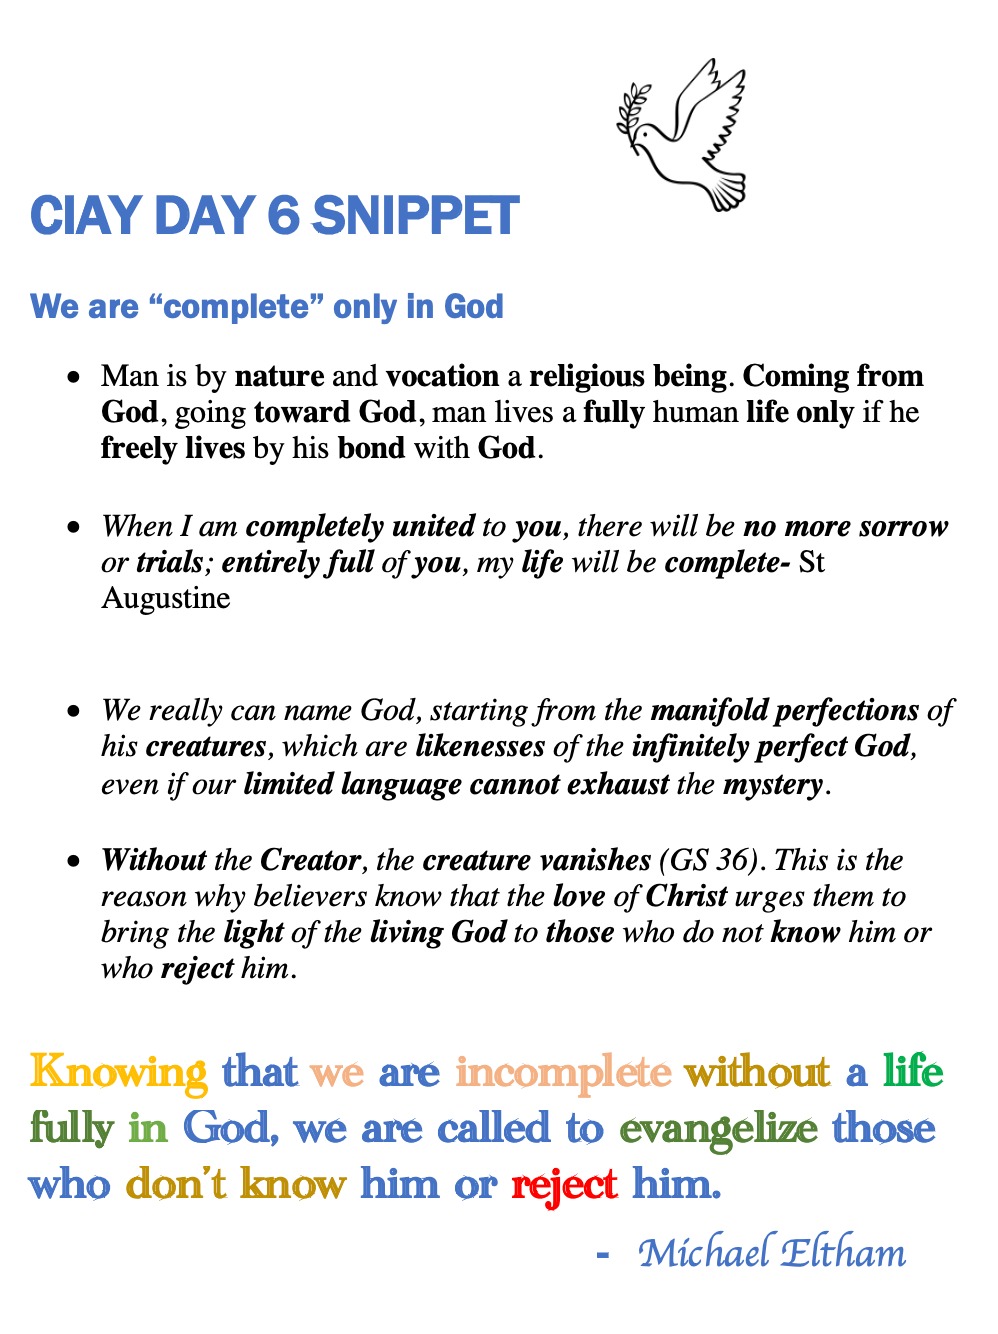 CIAY DAY 6 SNIPPET
We are “complete” only in God
• Man is by nature and vocation a religious being. Coming from
God, going toward God, man lives a fully human life only if he
freely lives by his bond with God.
• When I am completely united to you, there will be no more sorrow
or trials; entirely full of you, my life will be complete- St
Augustine
• We really can name God, starting from the manifold perfections of
his creatures, which are likenesses of the infinitely perfect God,
even if our limited language cannot exhaust the mystery.
• Without the Creator, the creature vanishes (GS 36). This is the
reason why believers know that the love of Christ urges them to
bring the light of the living God to those who do not know him or
who reject him.
Knowing that we are incomplete without a life
fully in God, we are called to evangelize those
who don’t know him or reject him.
- Michael Eltham